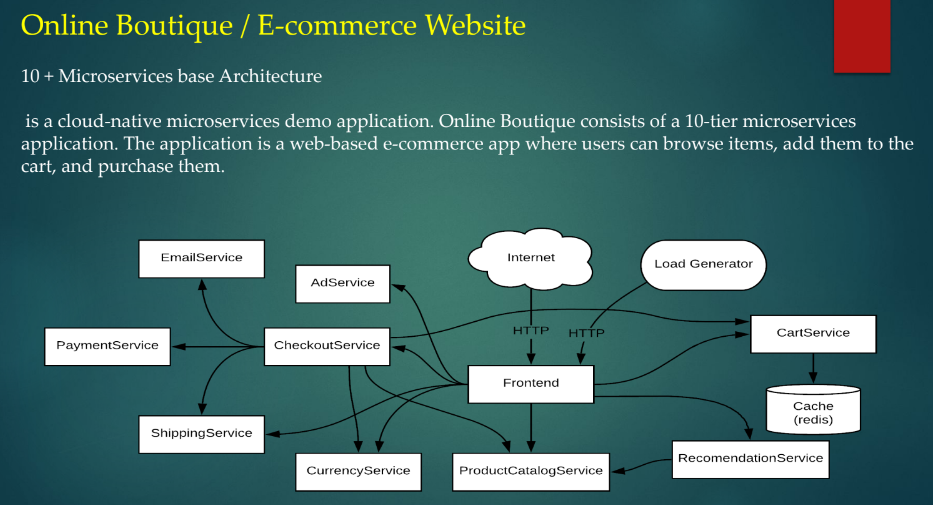 Online Boutique / E-commerce Website
10 + Microservices base Architecture
is a cloud-native microservices demo application. Online Boutique consists of a 10-tier microservices
application. The application is a web-based e-commerce app where users can browse items, add them to the
cart, and purchase them.
EmailService
Internet
Load Generator
AdService
HTTP
HTTP
CartService
PaymentService
CheckoutService
Frontend
Cache
(redis)
ShippingService
CurrencyService
ProductCatalogService
RecomendationService